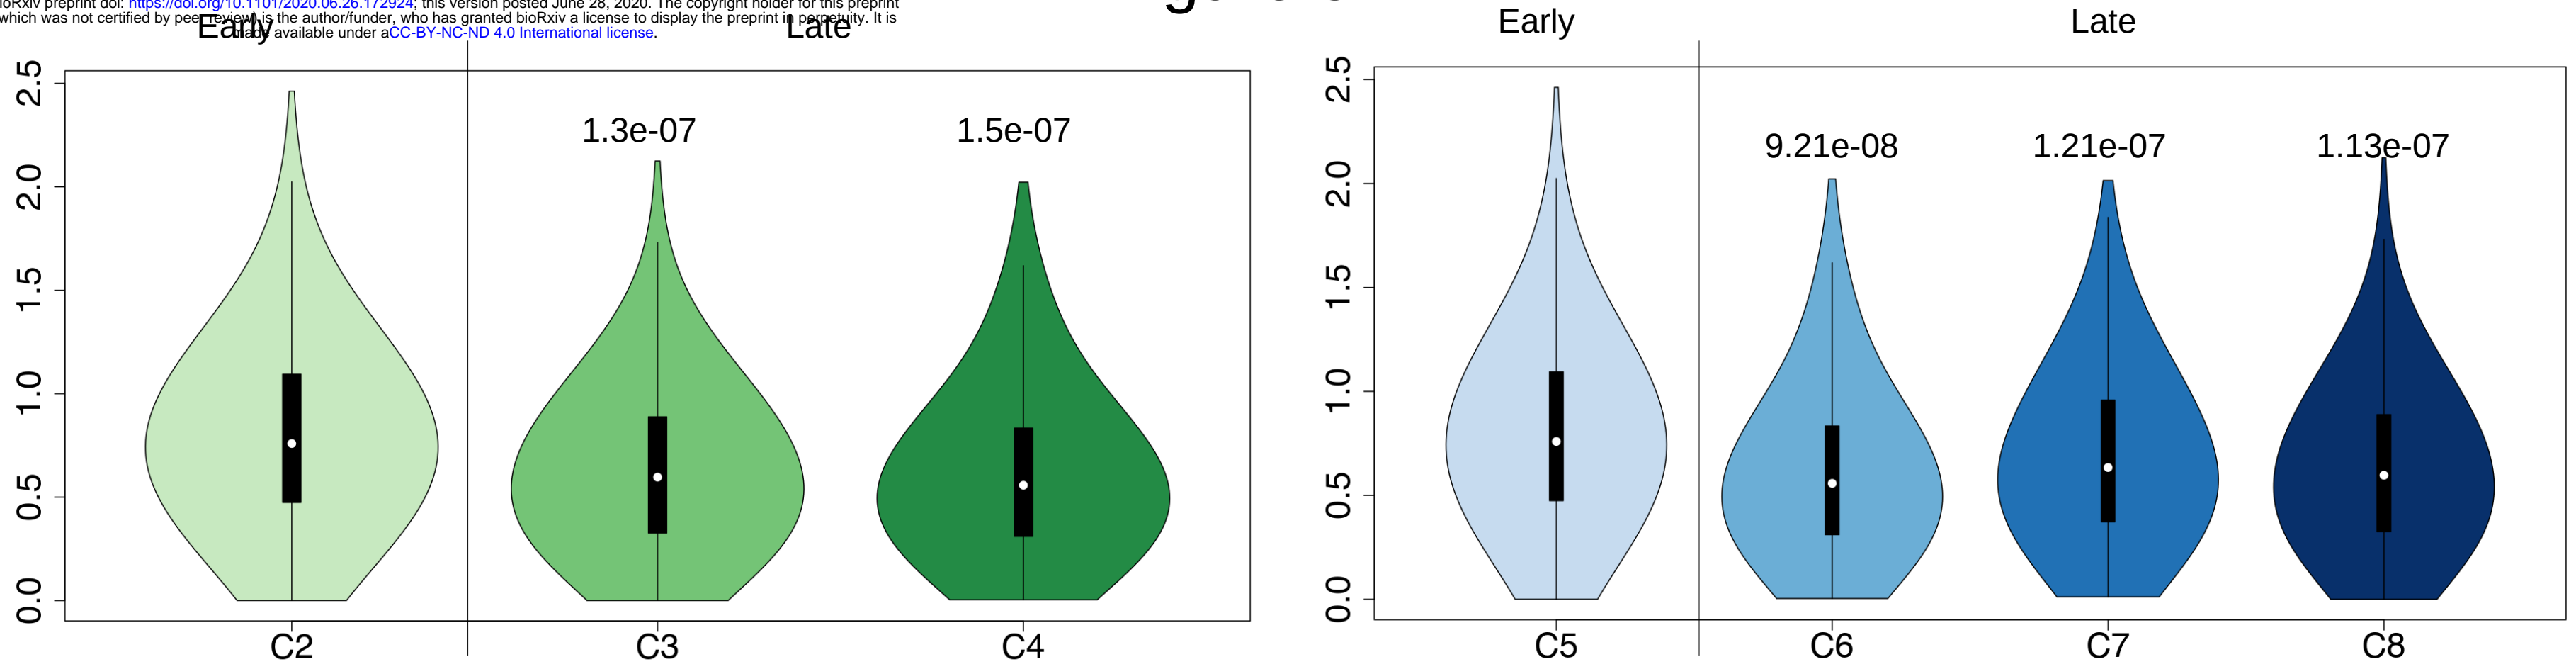 bioRxiv preprint doi: https://doi.org/10.1101/2020.06.26.172924; this version posted June 28, 2020. The copyright holder for this preprint
which was not certified by peer review) is the author/funder, who has granted bioRxiv a license to display the preprint in perpetuity. It is
made available under aCC-BY-NC-ND 4.0 International license.
Early Late
2.5
2.0
1.5
1.0
0.5
0.0
1.3e-07 1.5e-07
C2 C3 C4
Early Late
2.5
2.0
1.5
1.0
0.5
0.0
9.21e-08 1.21e-07 1.13e-07
C5 C6 C7 C8